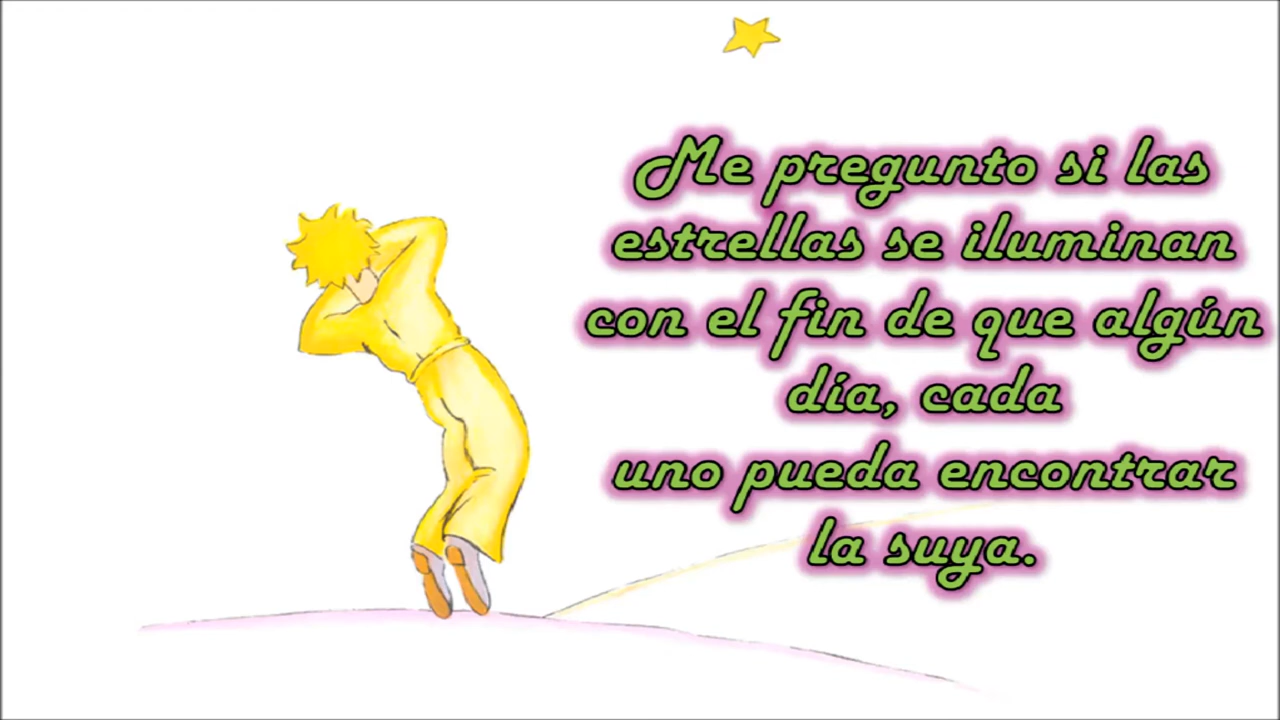 Me pregunto si las
estrellas se iluminan
con el fin de que algún
día, cada
uno pueda encontrar
la suya.